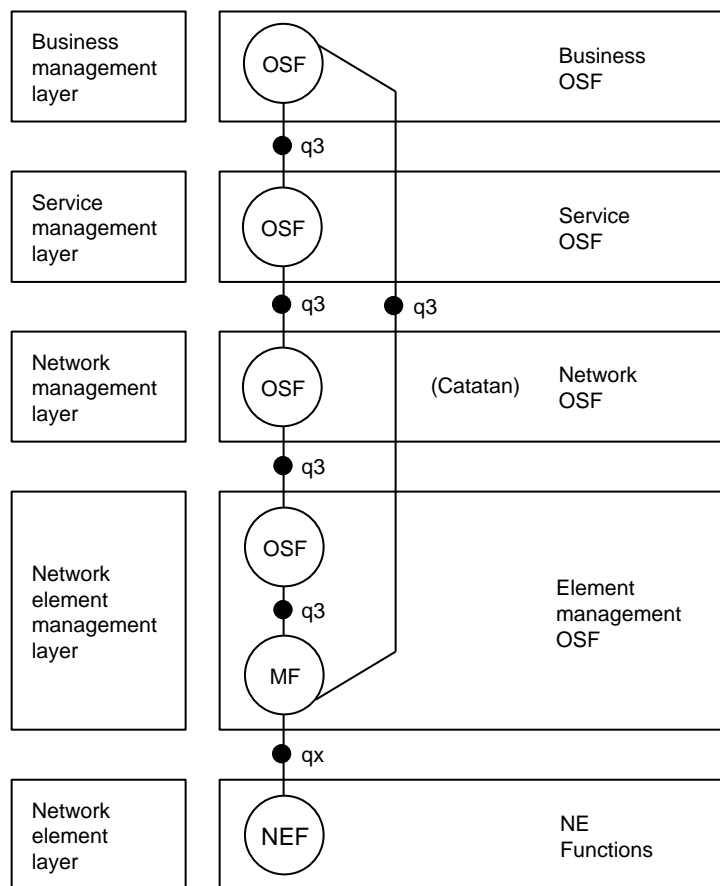 Business
management
layer
OSF
Business
OSF
q3
Service
management
layer
OSF
Service
OSF
q3
q3
Network
management
layer
OSF
(Catatan)
Network
OSF
q3
Network
element
management
layer
OSF
q3
MF
Element
management
OSF
qx
Network
element
layer
NEF
NE
Functions